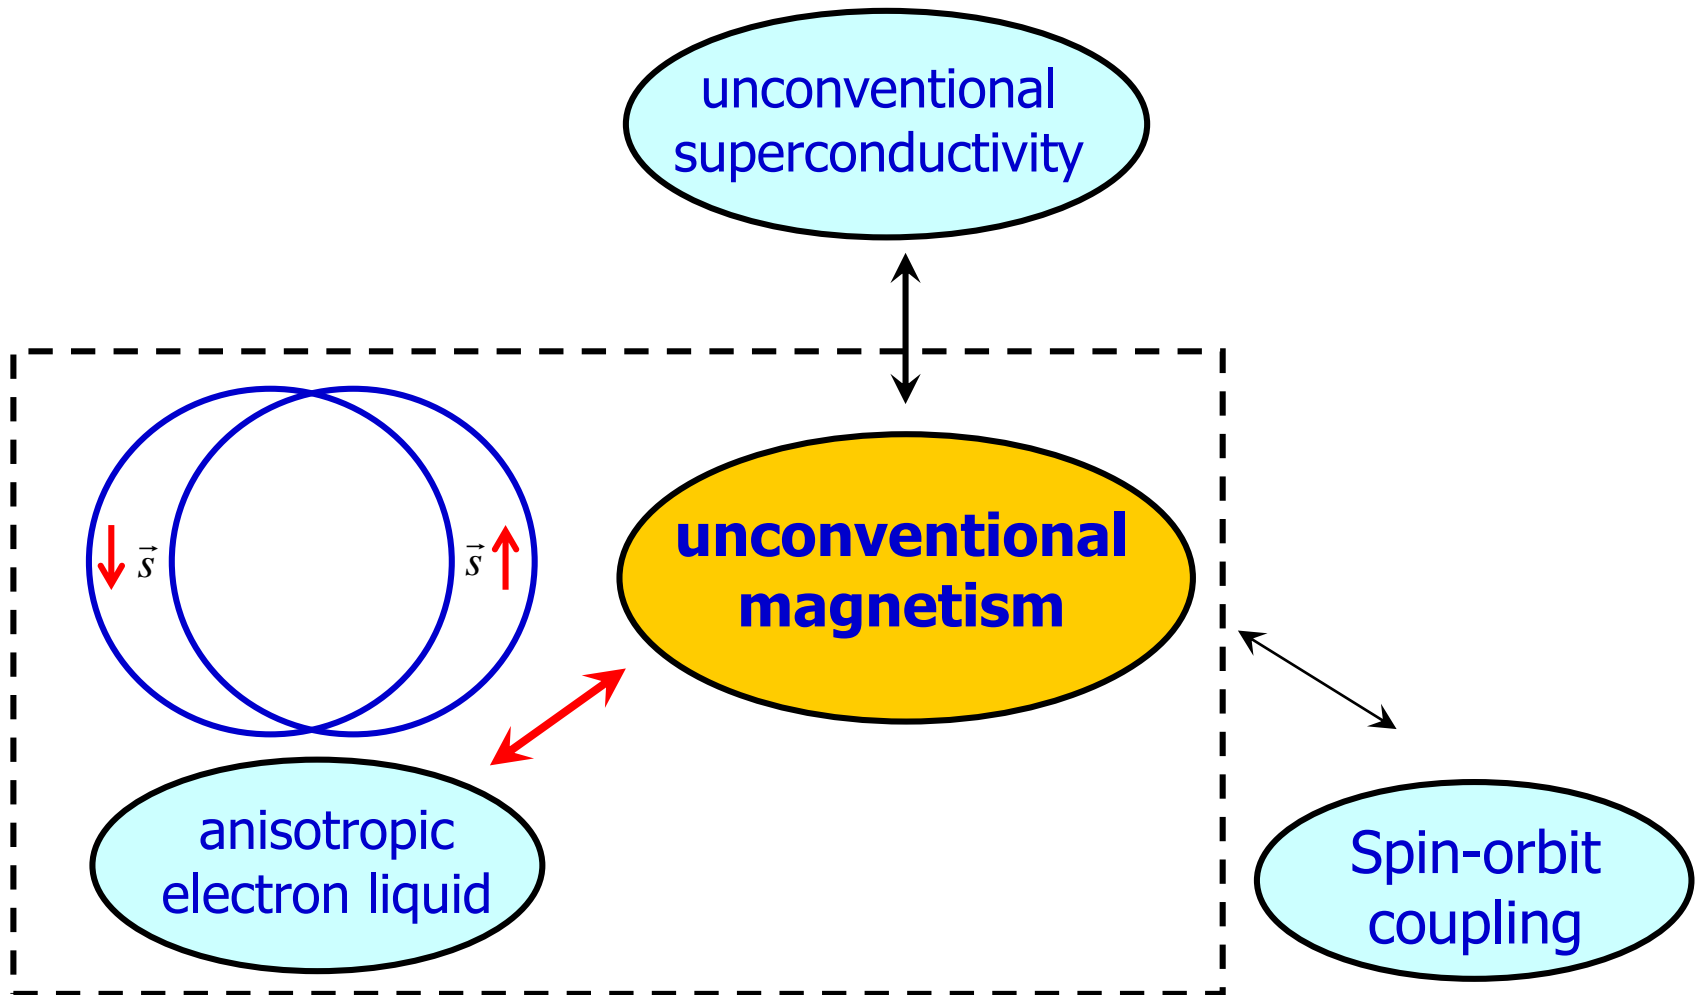 unconventional
superconductivity
s⃗
s⃗
unconventional
magnetism
anisotropic
electron liquid
Spin-orbit
coupling